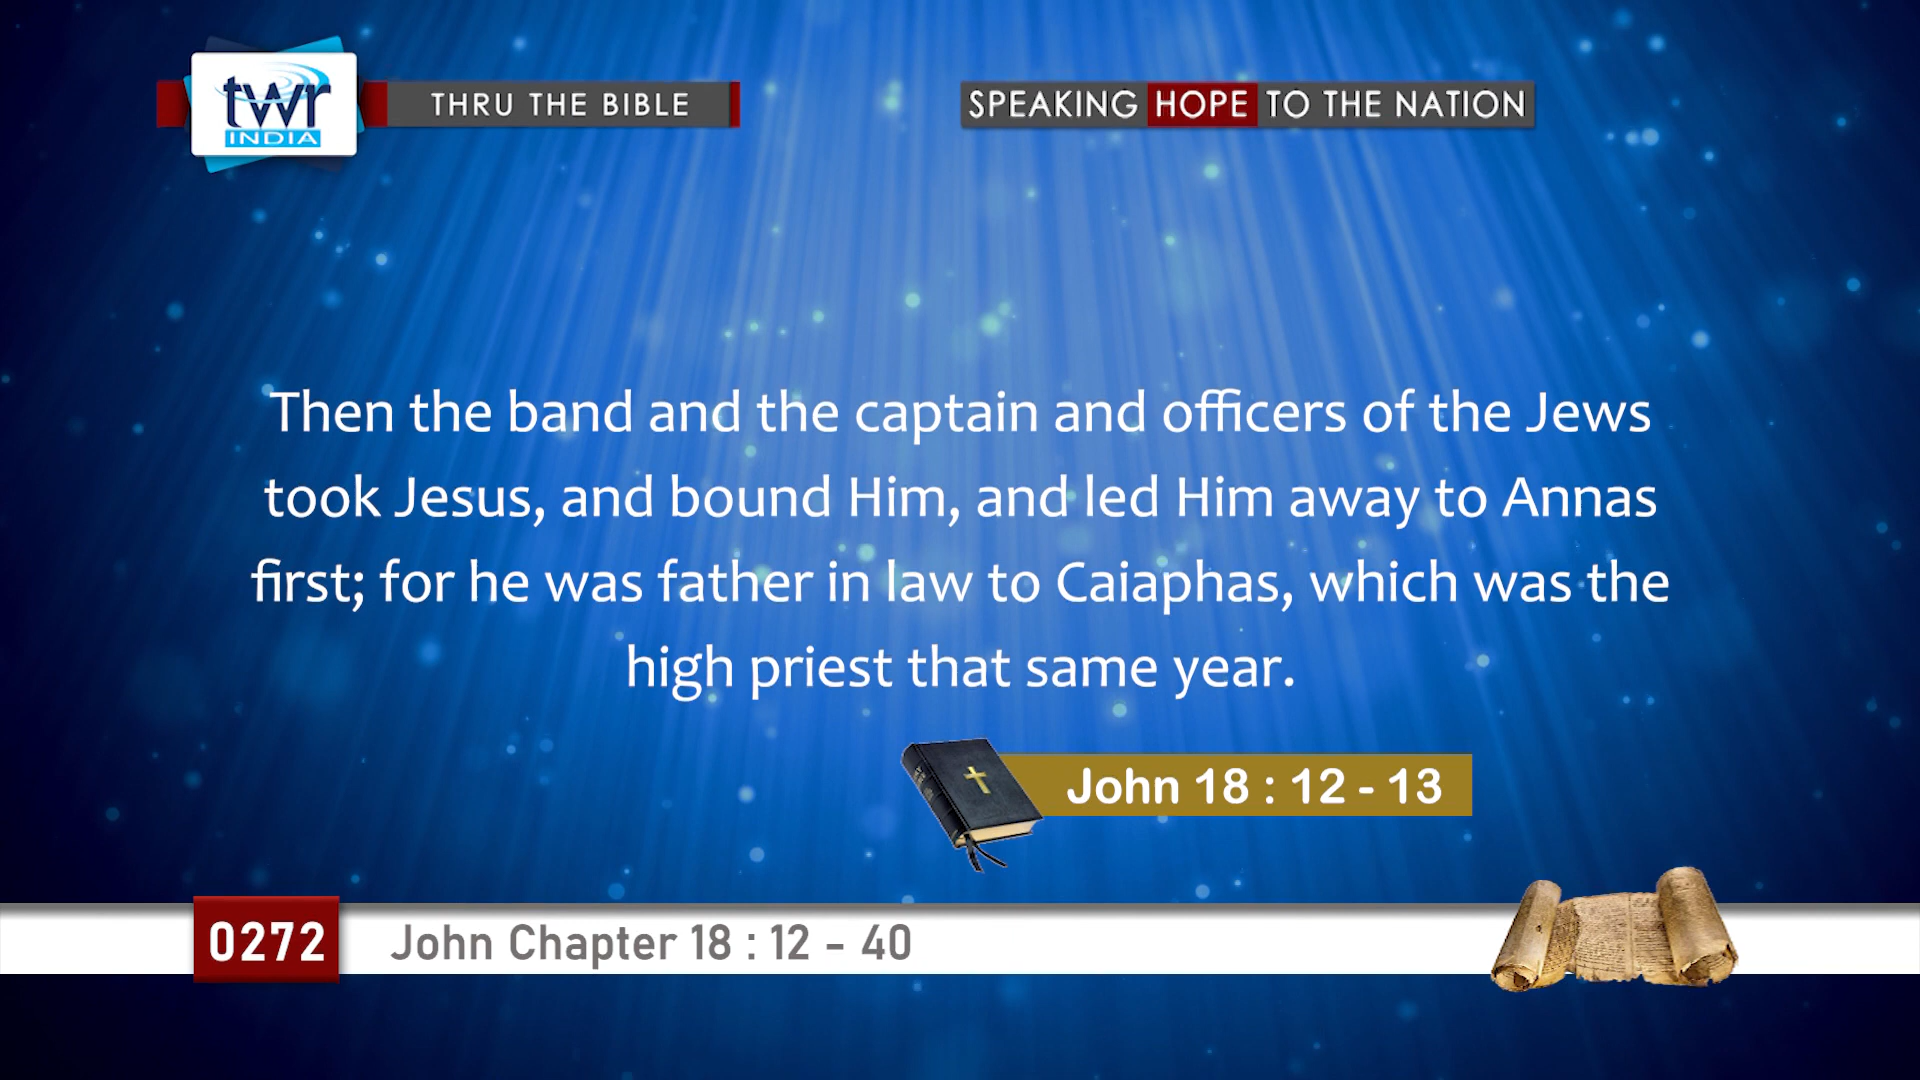 twr
INDIA
THRU THE BIBLE
SPEAKING HOPE TO THE NATION
Then the band and the captain and officers of the Jews
took Jesus, and bound Him, and led Him away to Annas
first; for he was father in law to Caiaphas, which was the
high priest that same year.
John 18 : 12 - 13
0272
John Chapter 18 : 12 - 40